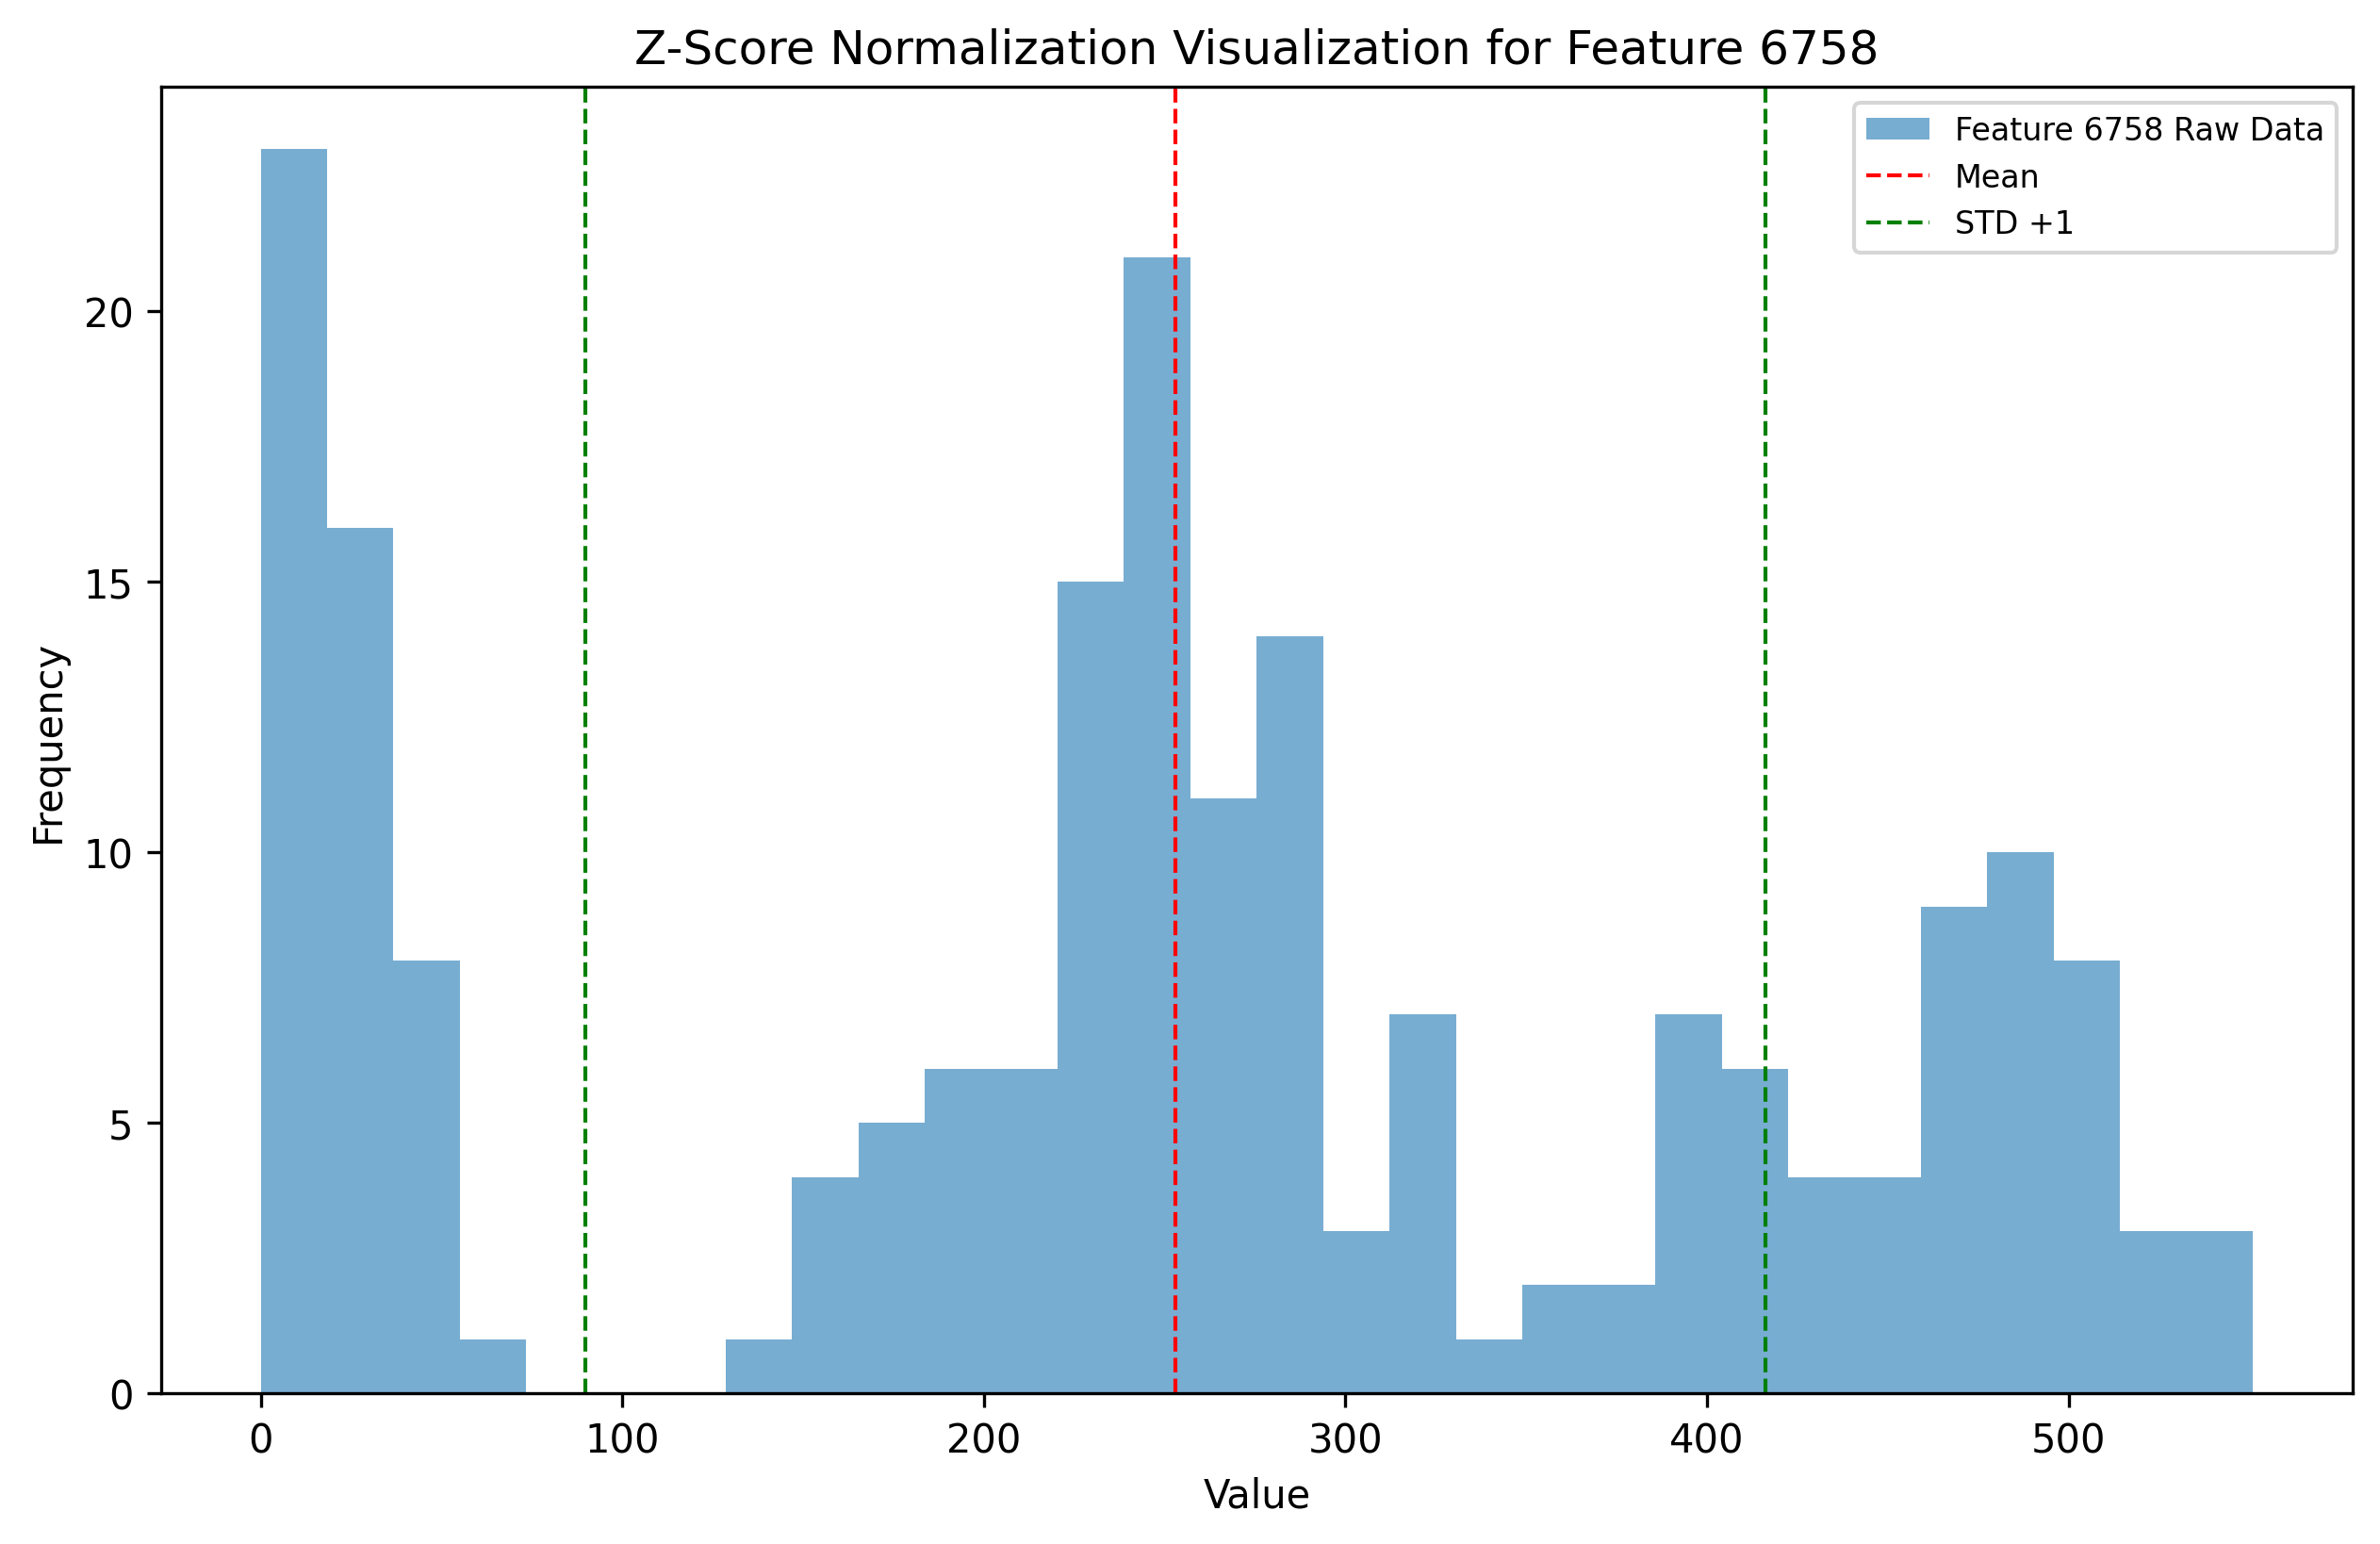 Z-Score Normalization Visualization for Feature 6758
Feature 6758 Raw Data
Mean
STD +1
Frequency
20
15
10
5
0
0 100 200 300 400 500
Value